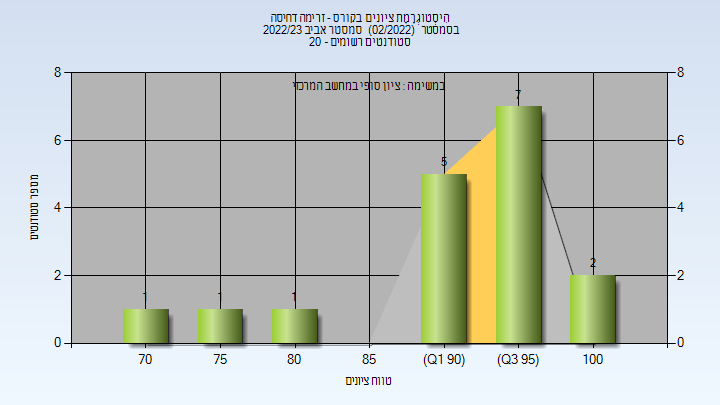 היסטוגרמת ציונים בקורס - זרימה דחיסה
בסמסטר (02/2022) סמסטר אביב 2022/23
סטודנטים רשומים - 20
במשימה : ציון סופי במחשב המרכזי
8
6
4
2
0
8
6
4
2
0
1
1
1
5
7
2
70
75
80
85
(Q1 90)
(Q3 95)
100
מספר סטודנטים
טווח ציונים